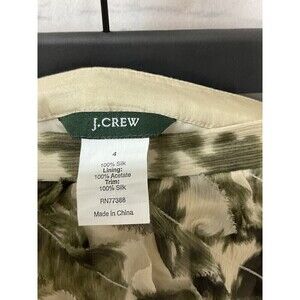 J.CREW
4
100% Silk
Lining:
100% Acetate
Trim:
100% Silk
RN77388
Made in China